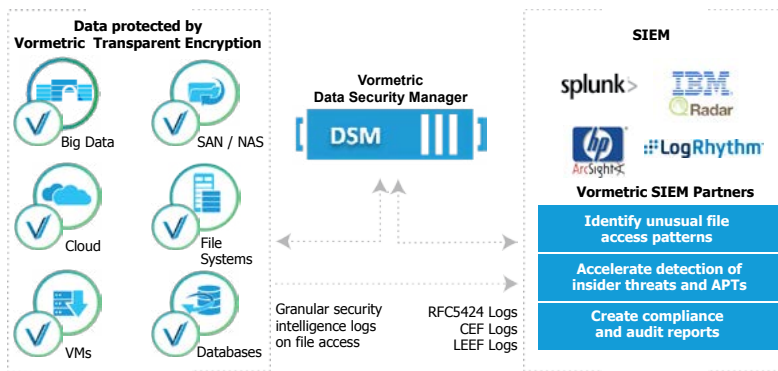 Data protected by
Vormetric Transparent Encryption
Big Data
SAN / NAS
Cloud
File
Systems
VMs
Databases
Vormetric
Data Security Manager
DSM
Granular security
intelligence logs
on file access
RFC5424 Logs
CEF Logs
LEEF Logs
SIEM
splunk>
IBM
QRadar
hp
ArcSight
LogRhythm
Vormetric SIEM Partners
Identify unusual file
access patterns
Accelerate detection of
insider threats and APTs
Create compliance
and audit reports